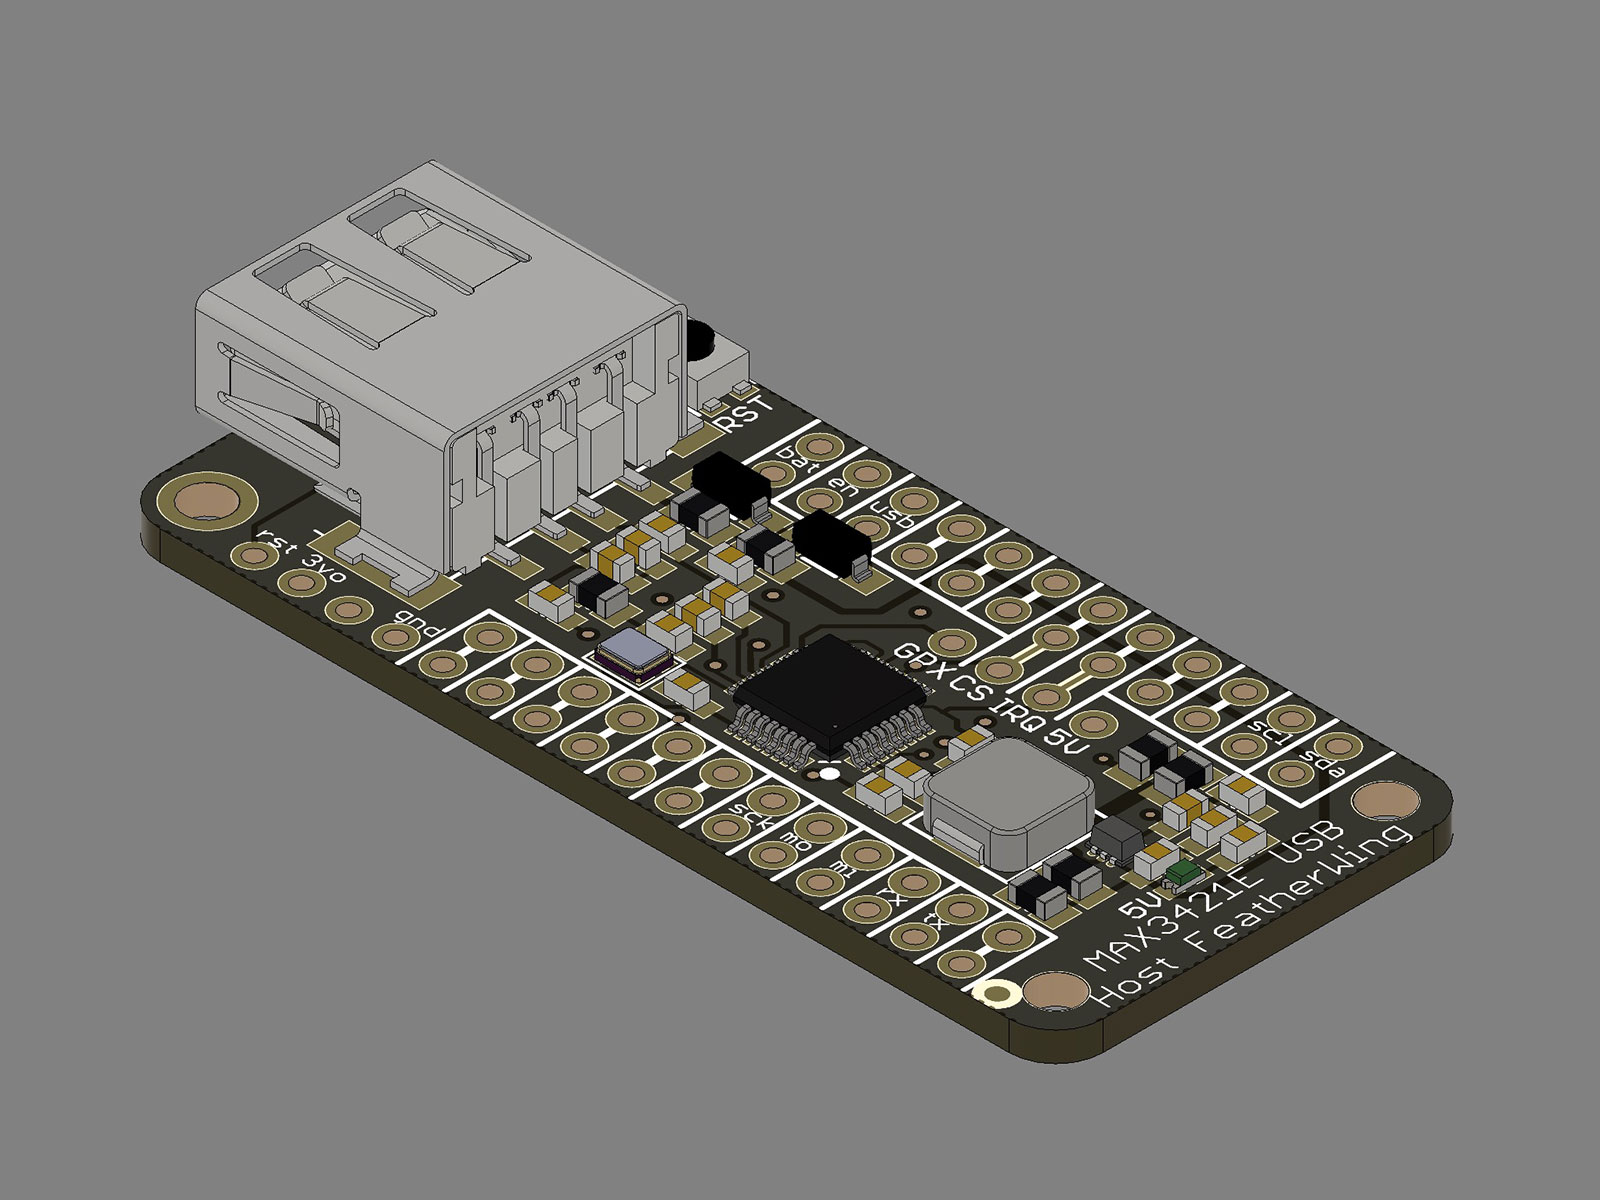 RST
bat
en
usb
rst 3vo
gnd
GPX CS IRQ 5V
scl
sda
sck
mo
mi
rx
tx
5V
MAX3421E USB
Host FeatherWing